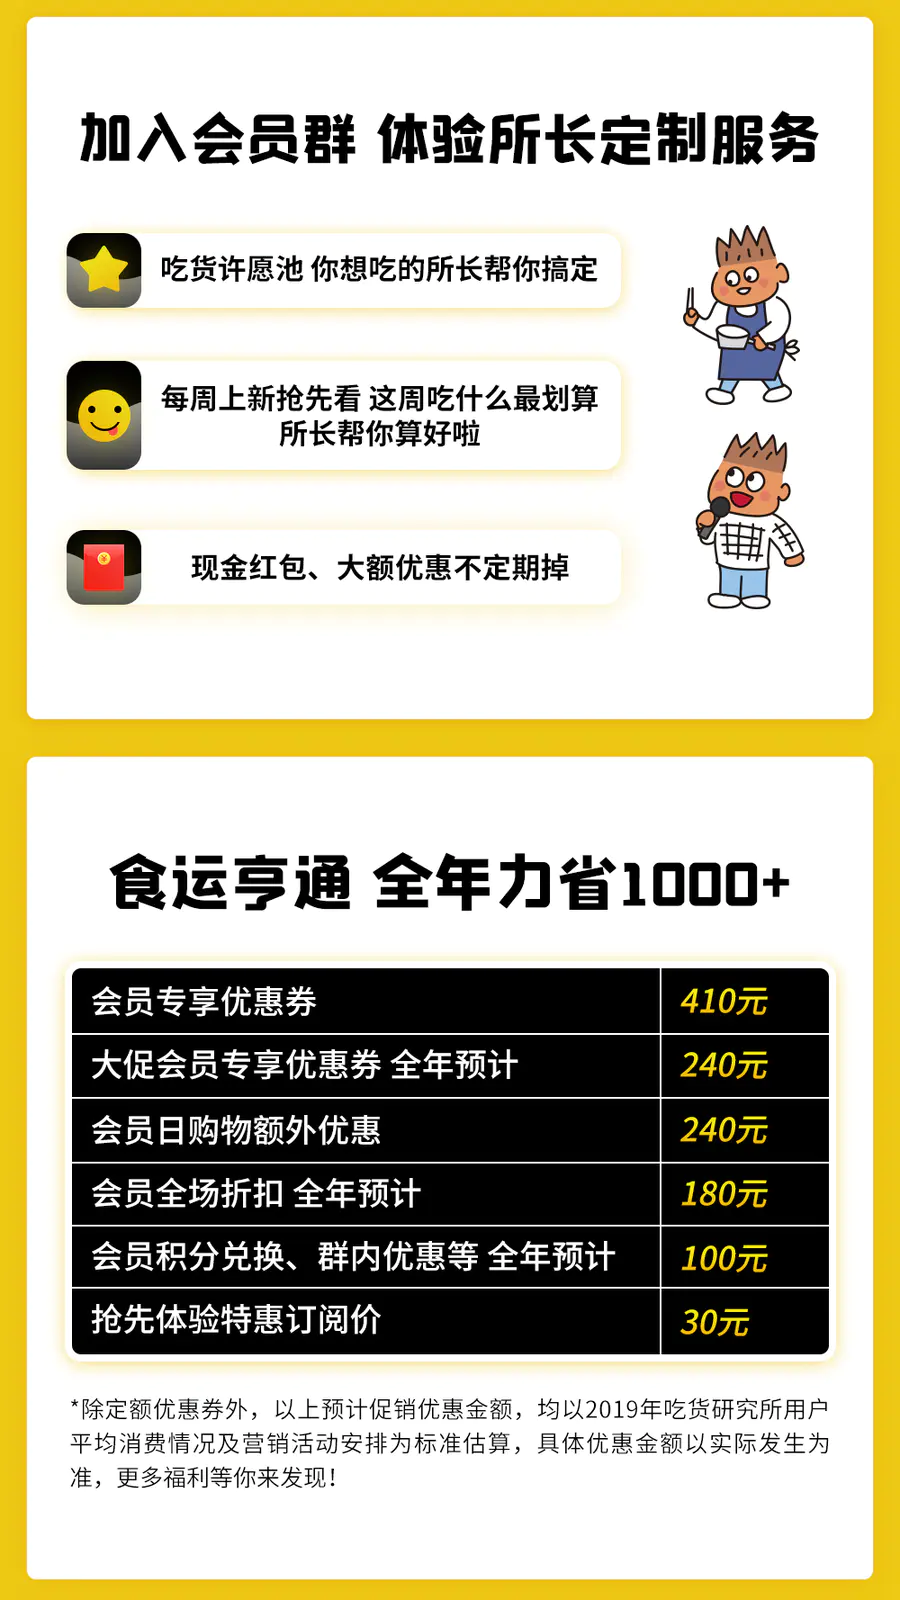 加入会员群 体验所长定制服务
吃货许愿池 你想吃的所长帮你搞定
每周上新抢先看 这周吃什么最划算
所长帮你算好啦
¥
现金红包、大额优惠不定期掉
食运亨通 全年力省1000+
会员专享优惠券 410元
大促会员专享优惠券 全年预计 240元
会员日购物额外优惠 240元
会员全场折扣 全年预计 180元
会员积分兑换、群内优惠等 全年预计 100元
抢先体验特惠订阅价 30元
*除定额优惠券外，以上预计促销优惠金额，均以2019年吃货研究所用户
平均消费情况及营销活动安排为标准估算，具体优惠金额以实际发生为
准，更多福利等你来发现！